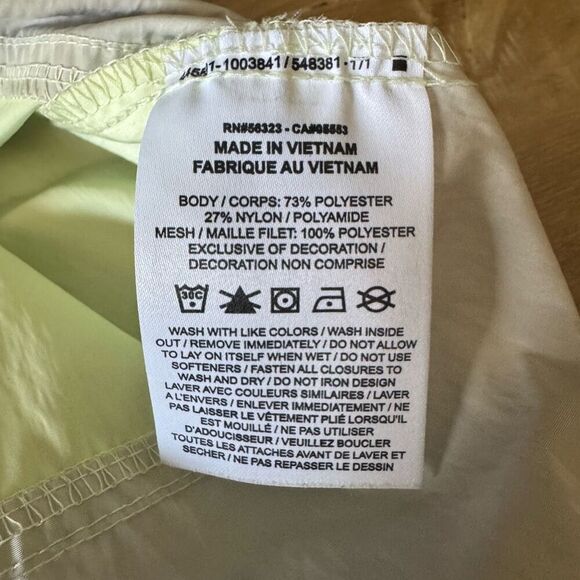 1003841 / 548381
RN#56323 - CA#05553
MADE IN VIETNAM
FABRIQUE AU VIETNAM
BODY / CORPS: 73% POLYESTER
27% NYLON / POLYAMIDE
MESH / MAILLE FILET: 100% POLYESTER
EXCLUSIVE OF DECORATION /
DECORATION NON COMPRISE
30C
WASH WITH LIKE COLORS / WASH INSIDE
OUT / REMOVE IMMEDIATELY / DO NOT ALLOW
TO LAY ON ITSELF WHEN WET / DO NOT USE
SOFTENERS / FASTEN ALL CLOSURES TO
WASH AND DRY / DO NOT IRON DESIGN
LAVER AVEC COULEURS SIMILAIRES / LAVER
A L'ENVERS / ENLEVER IMMEDIATEMENT / NE
PAS LAISSER LE VÊTEMENT PLIÉ LORSQU'IL
EST MOUILLÉ / NE PAS UTILISER
D'ADOUCISSEUR / VEUILLEZ BOUCLER
TOUTES LES ATTACHES AVANT DE LAVER ET
SECHER / NE PAS REPASSER LE DESSIN